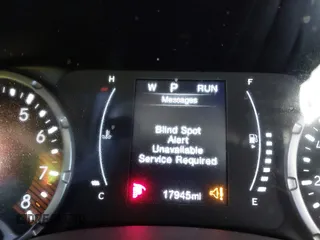 H
W P RUN
F
Messages
Blind Spot
Alert
Unavailable
Service Required
5
6
7
8
C
17945mi
E